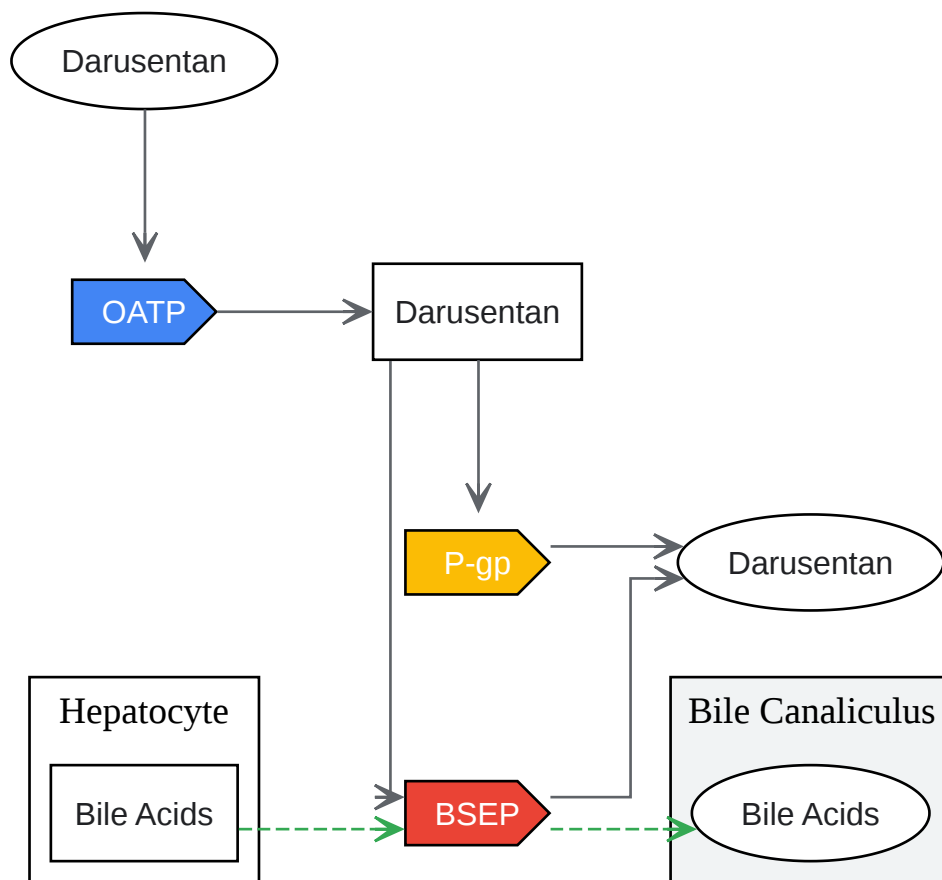 Darusentan
OATP
Darusentan
P-gp
Darusentan
Hepatocyte
Bile Canaliculus
Bile Acids
BSEP
Bile Acids